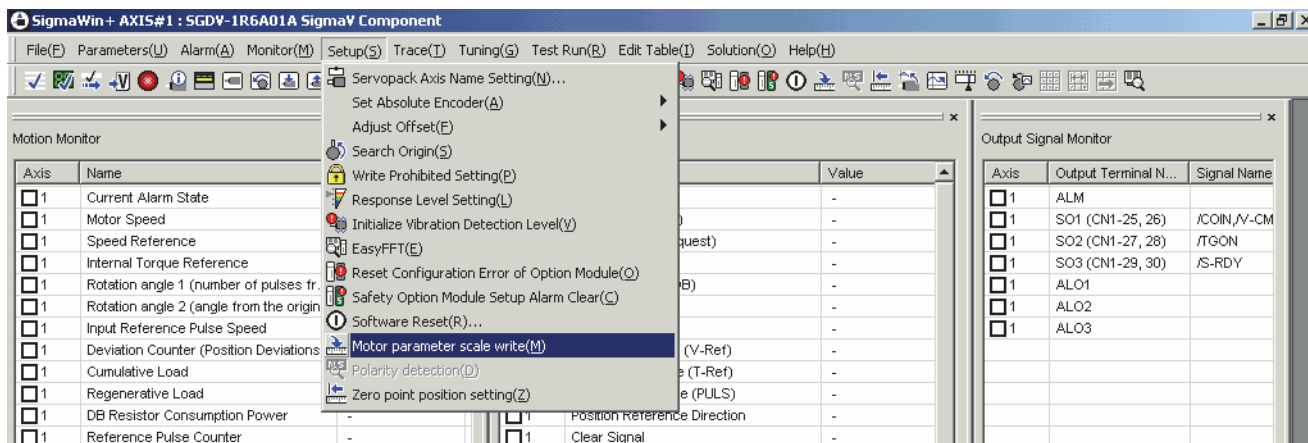 SigmaWin+ AXIS#1 : SGDV-1R6A01A SigmaV Component
File(F) Parameters(U) Alarm(A) Monitor(M) Setup(S) Trace(T) Tuning(G) Test Run(R) Edit Table(I) Solution(O) Help(H)
Servopack Axis Name Setting(N)...
Set Absolute Encoder(A)
Adjust Offset(F)
Search Origin(S)
Write Prohibited Setting(P)
Response Level Setting(L)
Initialize Vibration Detection Level(V)
EasyFFT(E)
Reset Configuration Error of Option Module(O)
Safety Option Module Setup Alarm Clear(C)
Software Reset(R)...
Motor parameter scale write(M)
Polarity detection(D)
Zero point position setting(Z)
Motion Monitor
Axis Name
1 Current Alarm State
1 Motor Speed
1 Speed Reference
1 Internal Torque Reference
1 Rotation angle 1 (number of pulses fr.
1 Rotation angle 2 (angle from the origin
1 Input Reference Pulse Speed
1 Deviation Counter (Position Deviations
1 Cumulative Load
1 Regenerative Load
1 DB Resistor Consumption Power -
1 Reference Pulse Counter -
Value
-
) -
quest) -
-
OB) -
-
-
(V-Ref) -
e (T-Ref) -
e (PULS) -
1 Position Reference Direction -
1 Clear Signal -
Output Signal Monitor
Axis Output Terminal N... Signal Name
1 ALM
1 SO1 (CN1-25, 26) /COIN,/V-CM
1 SO2 (CN1-27, 28) /TGON
1 SO3 (CN1-29, 30) /S-RDY
1 ALO1
1 ALO2
1 ALO3